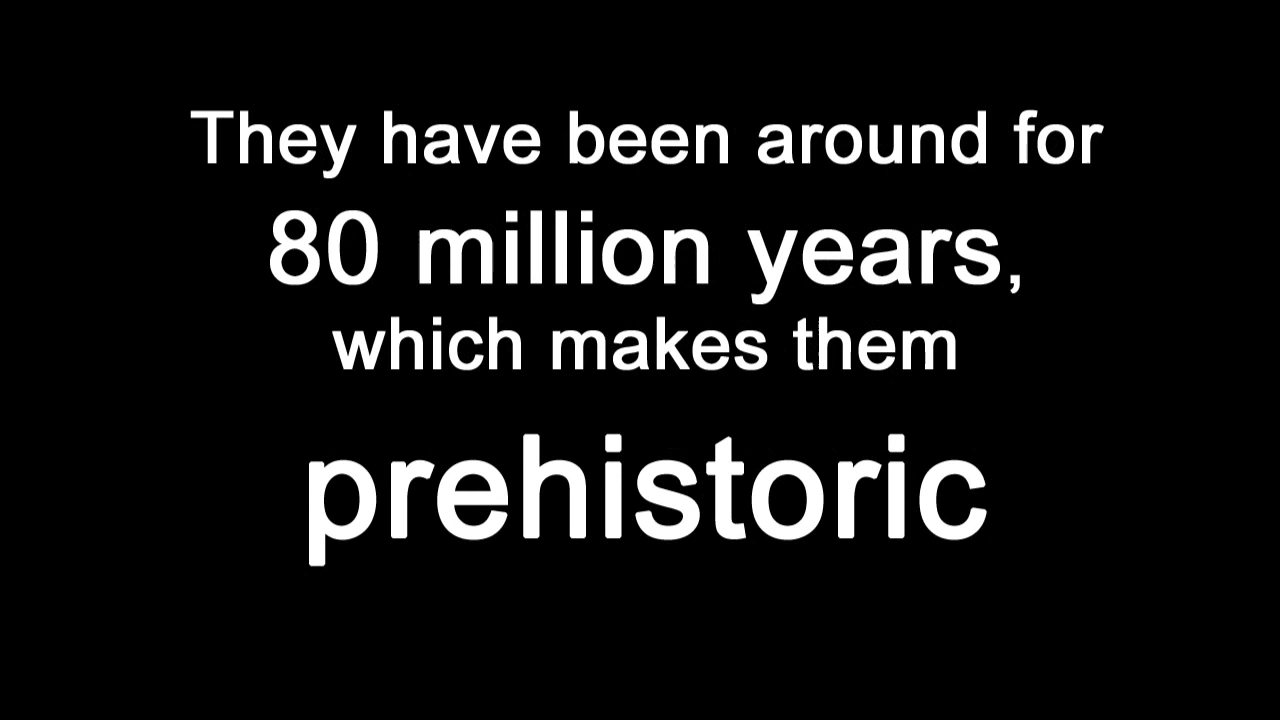 They have been around for
80 million years,
which makes them
prehistoric